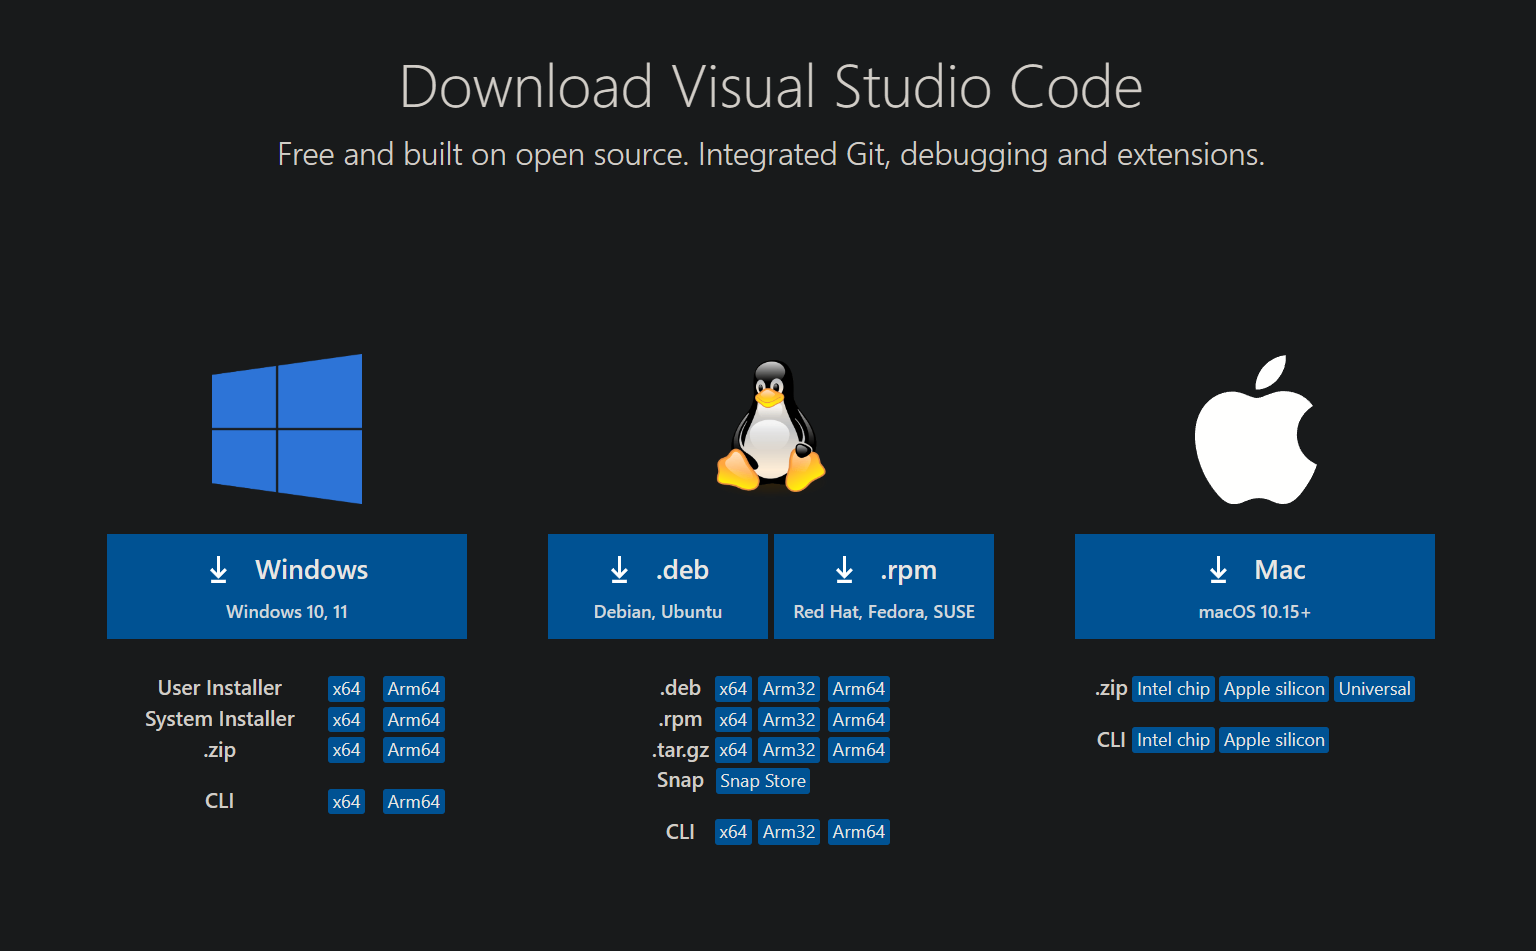 Download Visual Studio Code
Free and built on open source. Integrated Git, debugging and extensions.
Windows
Windows 10, 11
User Installer x64 Arm64
System Installer x64 Arm64
.zip x64 Arm64
CLI x64 Arm64
.deb
Debian, Ubuntu
.rpm
Red Hat, Fedora, SUSE
.deb x64 Arm32 Arm64
.rpm x64 Arm32 Arm64
.tar.gz x64 Arm32 Arm64
Snap Snap Store
CLI x64 Arm32 Arm64
Mac
macOS 10.15+
.zip Intel chip Apple silicon Universal
CLI Intel chip Apple silicon